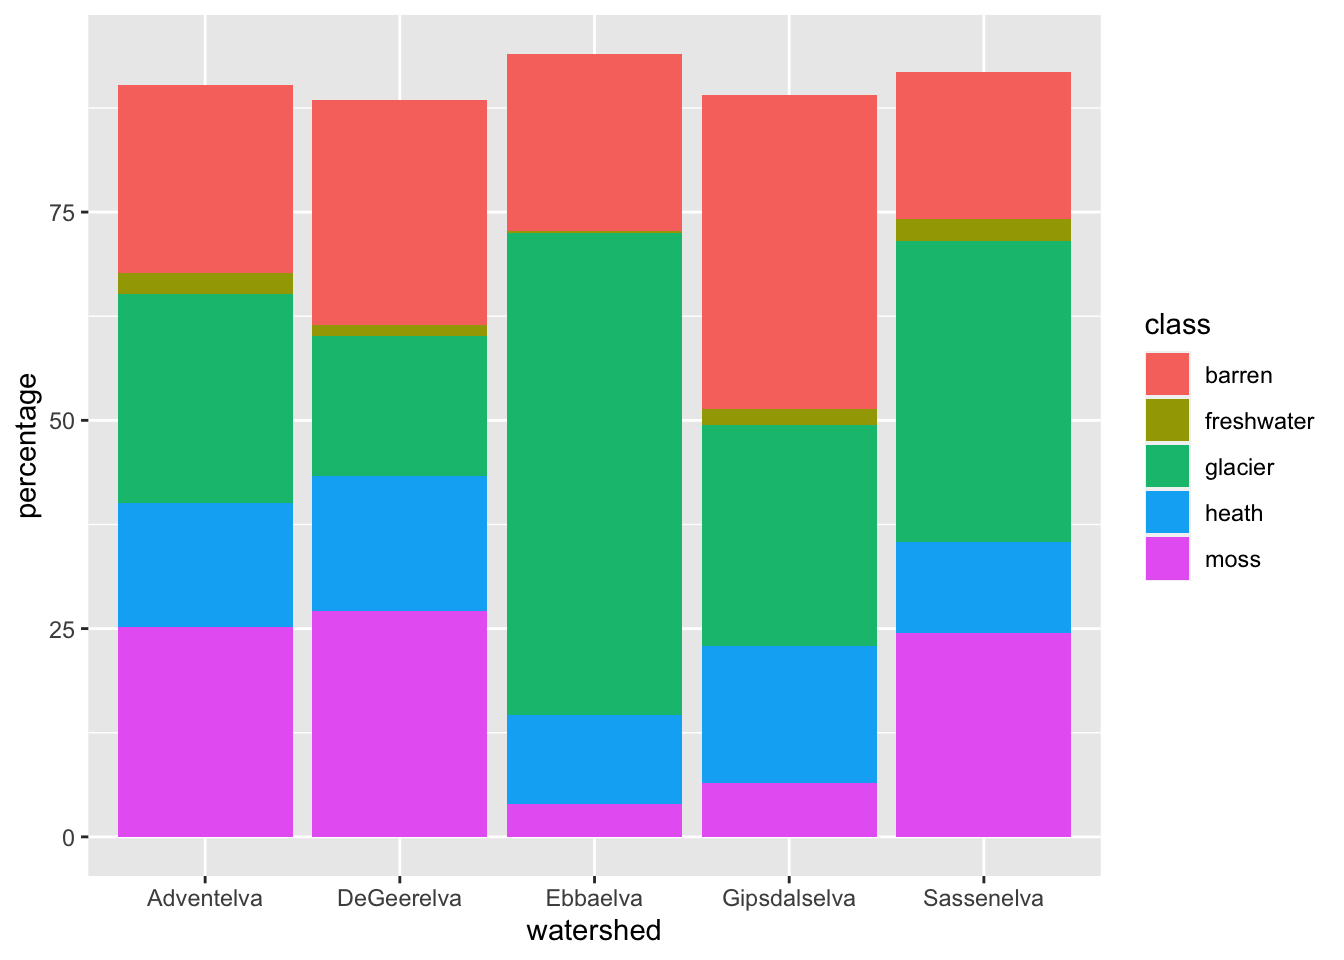 percentage
75
50
25
0
Adventelva
DeGeerelva
Ebbaelva
Gipsdalselva
Sassenelva
watershed
class
barren
freshwater
glacier
heath
moss